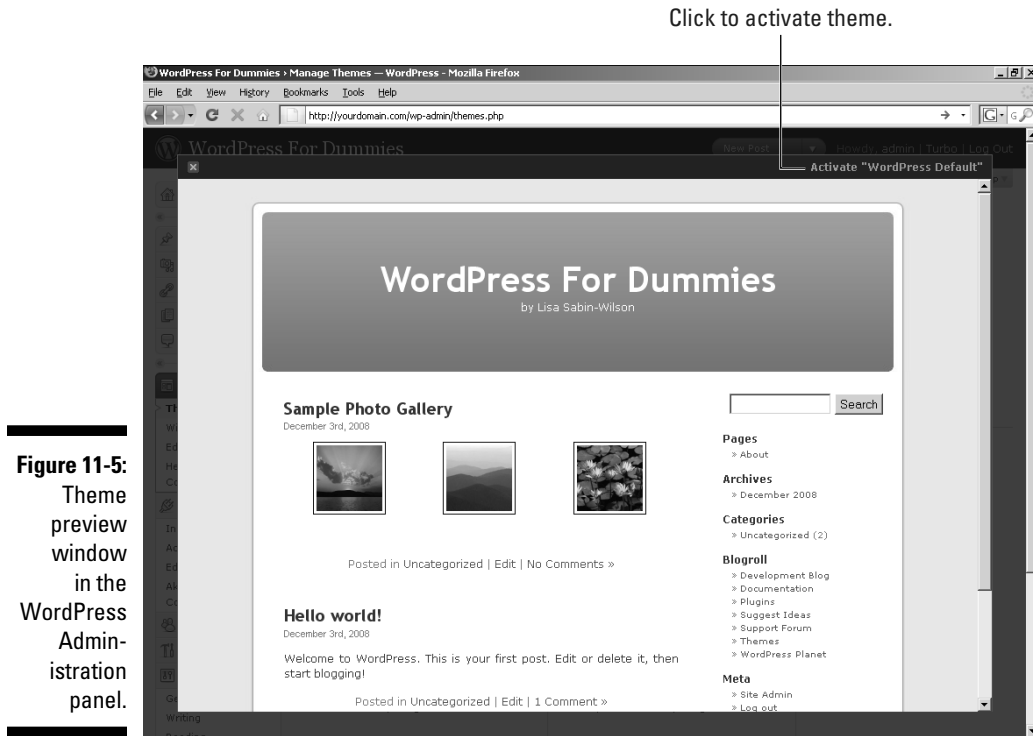 Click to activate theme.
WordPress For Dummies › Manage Themes — WordPress - Mozilla Firefox
File Edit View History Bookmarks Tools Help
http://yourdomain.com/wp-admin/themes.php
G
WordPress For Dummies
New Post
Howdy, admin | Turbo | Log Out
Activate "WordPress Default"
WordPress For Dummies
by Lisa Sabin-Wilson
Sample Photo Gallery
December 3rd, 2008
Posted in Uncategorized | Edit | No Comments »
Hello world!
December 3rd, 2008
Welcome to WordPress. This is your first post. Edit or delete it, then
start blogging!
Posted in Uncategorized | Edit | 1 Comment »
Search
Pages
» About
Archives
» December 2008
Categories
» Uncategorized (2)
Blogroll
» Development Blog
» Documentation
» Plugins
» Suggest Ideas
» Support Forum
» Themes
» WordPress Planet
Meta
» Site Admin
» Log out
Writing
Figure 11-5:
Theme
preview
window
in the
WordPress
Admin-
istration
panel.